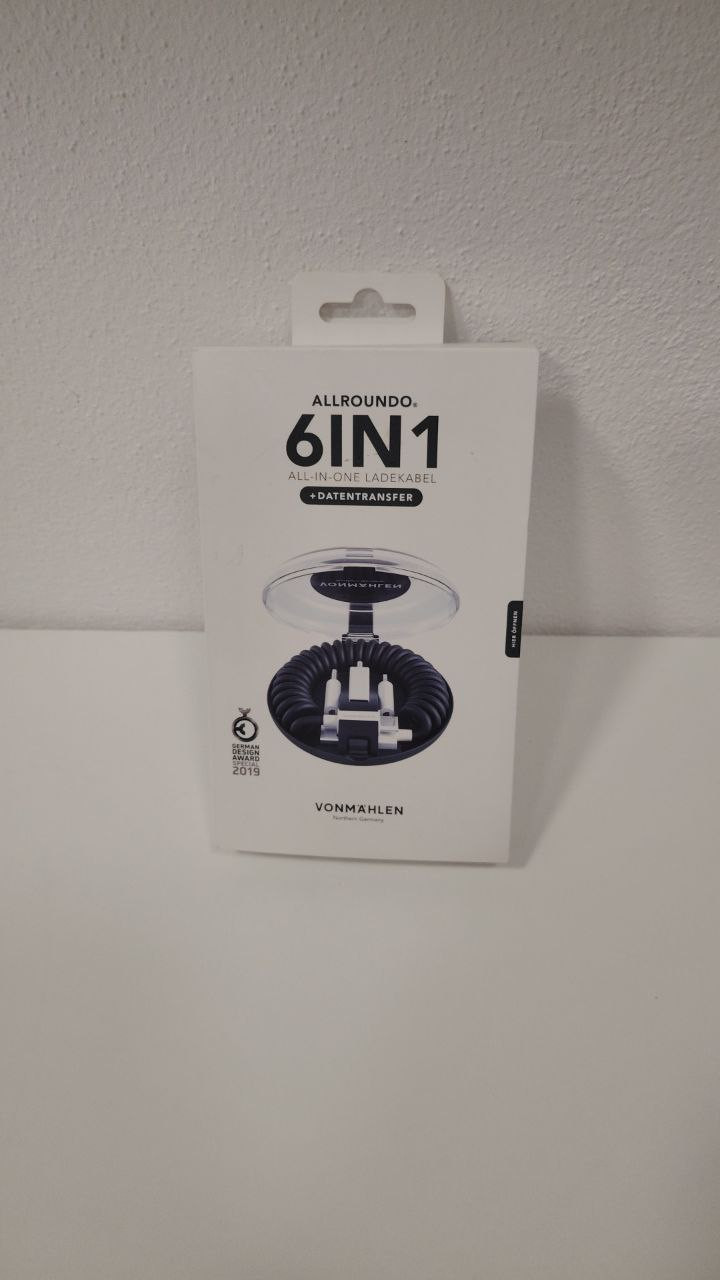 ALLROUNDO®
6IN1
ALL-IN-ONE LADEKABEL
+DATENTRANSFER
VONMÄHLEN
HIER ÖFFNEN
GERMAN
DESIGN
AWARD
SPECIAL
2019
VONMÄHLEN
Northern Germany